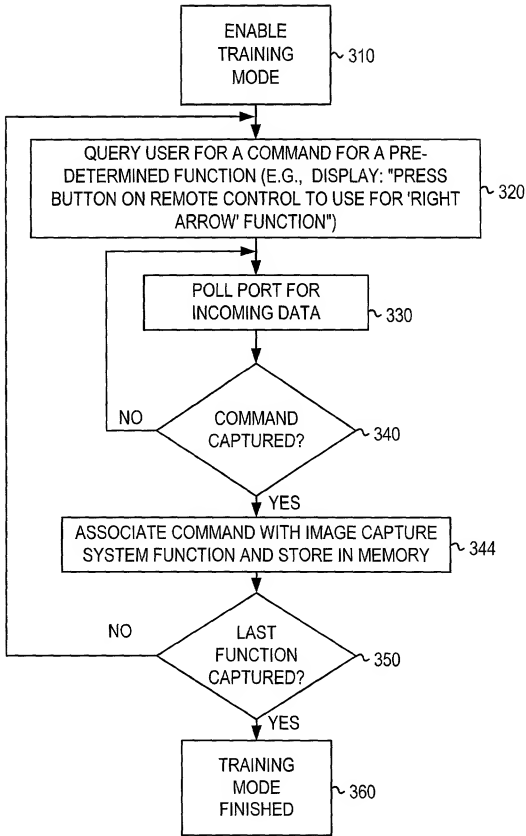 ENABLE
TRAINING
MODE
310
QUERY USER FOR A COMMAND FOR A PRE-
DETERMINED FUNCTION (E.G., DISPLAY: "PRESS
BUTTON ON REMOTE CONTROL TO USE FOR 'RIGHT
ARROW' FUNCTION")
320
POLL PORT FOR
INCOMING DATA
330
NO
COMMAND
CAPTURED?
340
YES
ASSOCIATE COMMAND WITH IMAGE CAPTURE
SYSTEM FUNCTION AND STORE IN MEMORY
344
NO
LAST
FUNCTION
CAPTURED?
350
YES
TRAINING
MODE
FINISHED
360